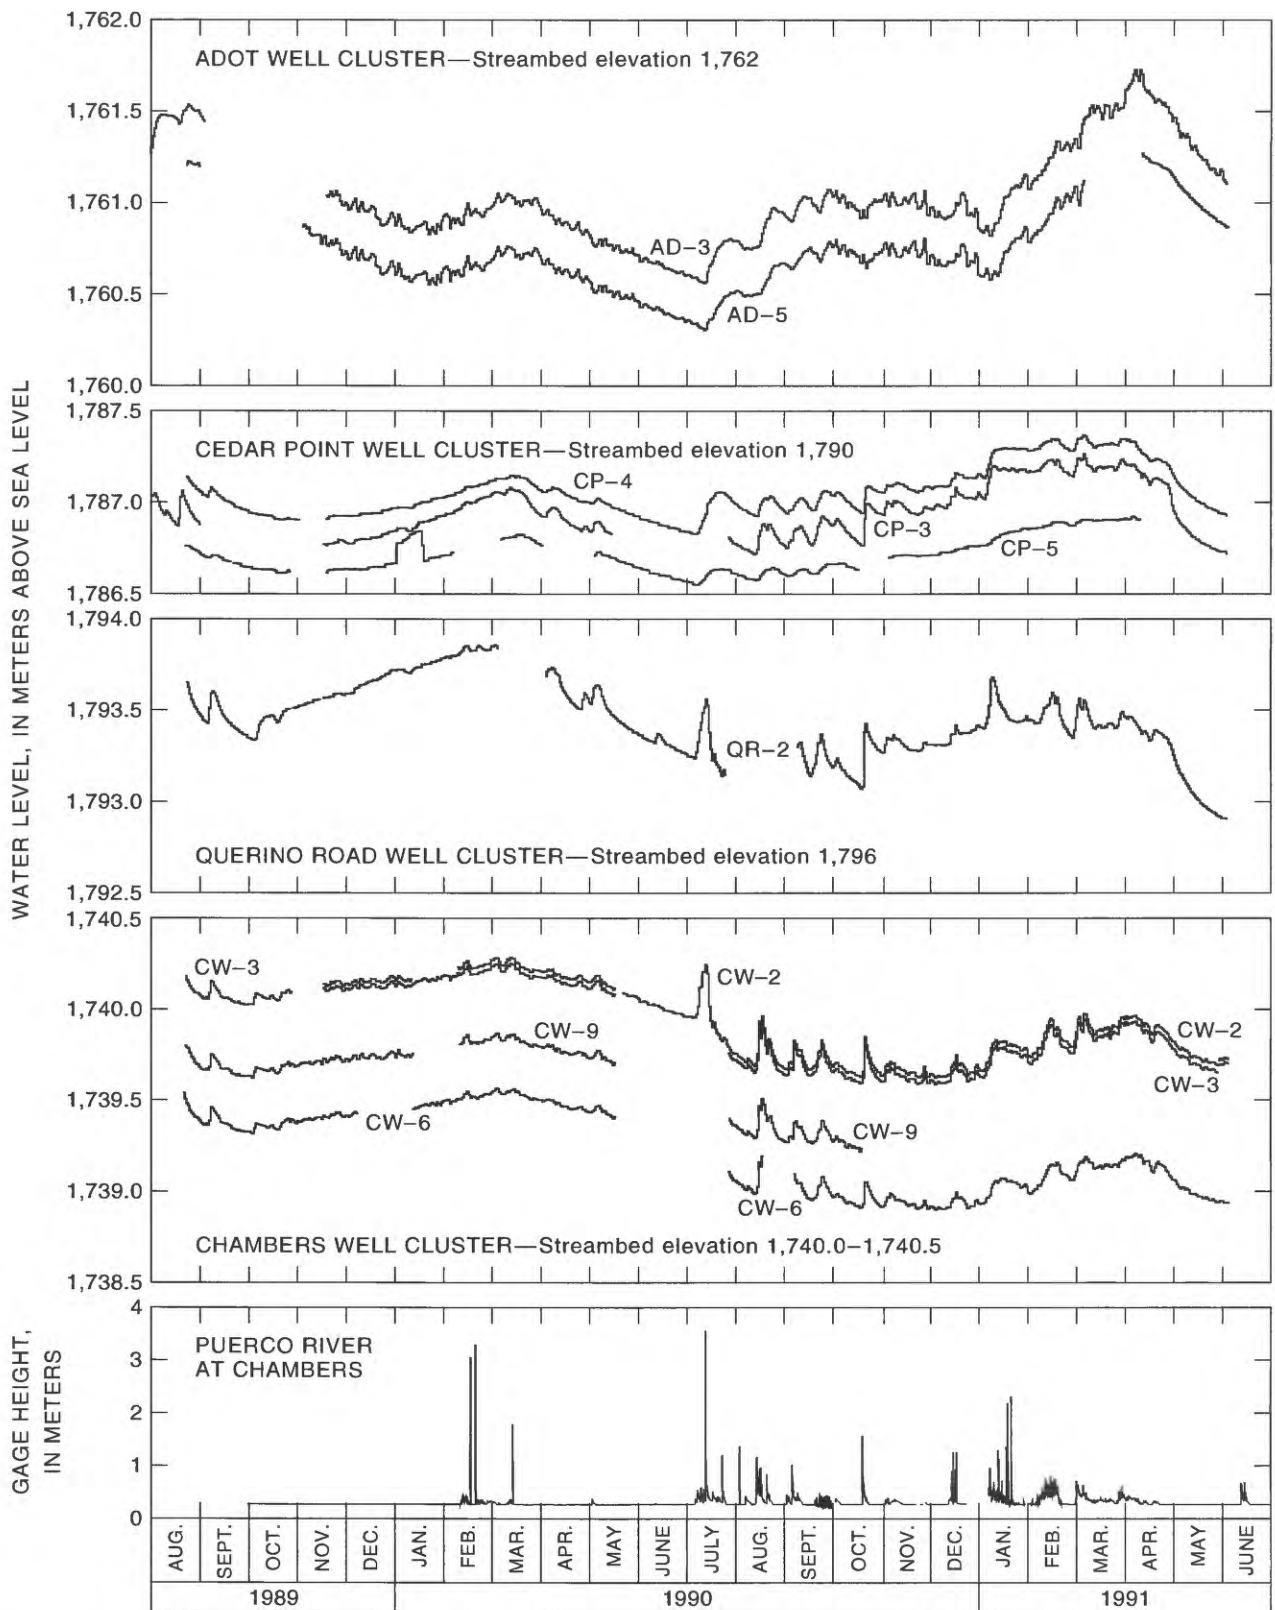 WATER LEVEL, IN METERS ABOVE SEA LEVEL
1,762.0
ADOT WELL CLUSTER—Streambed elevation 1,762
1,761.5
1,761.0
AD–3
1,760.5
AD–5
1,760.0
1,787.5
CEDAR POINT WELL CLUSTER—Streambed elevation 1,790
CP–4
1,787.0
CP–3
CP–5
1,786.5
1,794.0
1,793.5
QR–2
1,793.0
QUERINO ROAD WELL CLUSTER—Streambed elevation 1,796
1,792.5
1,740.5
CW–3
CW–2
1,740.0
CW–9
CW–2
CW–3
1,739.5
CW–6
CW–9
1,739.0
CW–6
CHAMBERS WELL CLUSTER—Streambed elevation 1,740.0–1,740.5
1,738.5
GAGE HEIGHT,
IN METERS
4
PUERCO RIVER
AT CHAMBERS
3
2
1
0
AUG. SEPT. OCT. NOV. DEC. JAN. FEB. MAR. APR. MAY JUNE JULY AUG. SEPT. OCT. NOV. DEC. JAN. FEB. MAR. APR. MAY JUNE
1989 1990 1991